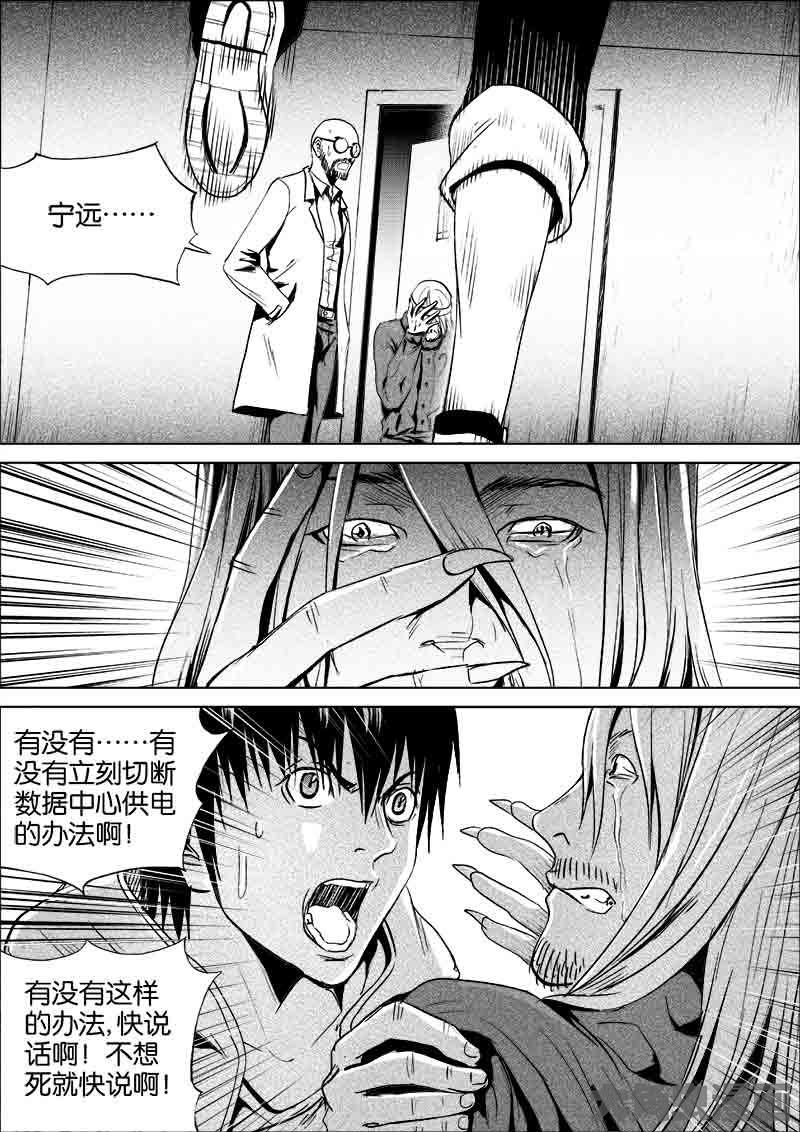 宁远……
有没有……有
没有立刻切断
数据中心供电
的办法啊！
有没有这样
的办法,快说
话啊！不想
死就快说啊！